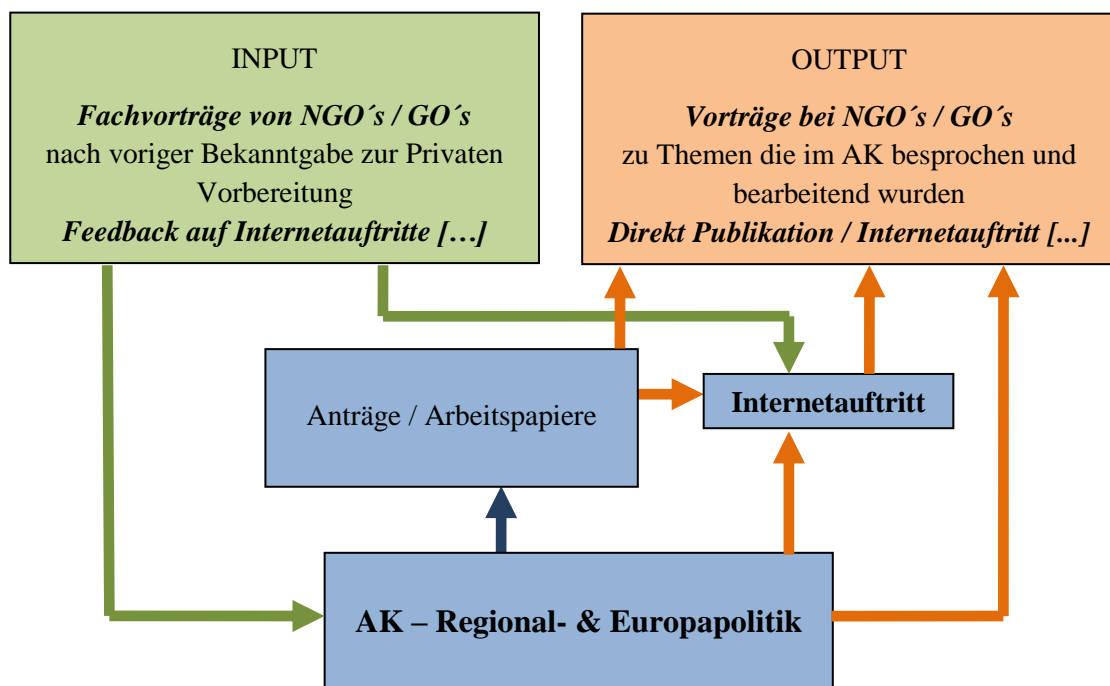 INPUT
Fachvorträge von NGO´s / GO´s
nach voriger Bekanntgabe zur Privaten
Vorbereitung
Feedback auf Internetauftritte […]
OUTPUT
Vorträge bei NGO´s / GO´s
zu Themen die im AK besprochen und
bearbeitend wurden
Direkt Publikation / Internetauftritt [...]
Anträge / Arbeitspapiere
Internetauftritt
AK – Regional- & Europapolitik